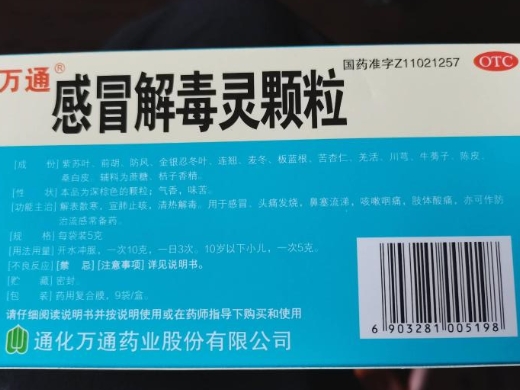 万通®
国药准字Z11021257
OTC
感冒解毒灵颗粒
[成 份] 紫苏叶、前胡、防风、金银忍冬叶、连翘、麦冬、板蓝根、苦杏仁、羌活、川芎、牛蒡子、陈皮、
桑白皮。辅料为蔗糖、桔子香精。
[性 状] 本品为深棕色的颗粒；气香，味苦。
[功能主治] 解表散寒，宣肺止咳，清热解毒。用于感冒，头痛发烧，鼻塞流涕，咳嗽咽痛，肢体酸痛，亦可作防
治流感常备药。
[规 格] 每袋装5克
[用法用量] 开水冲服，一次10克，一日3次。10岁以下小儿，一次5克。
[不良反应] [禁 忌] [注意事项] 详见说明书。
[贮 藏] 密封。
[包 装] 药用复合膜，9袋/盒。
请仔细阅读说明书并按说明使用或在药师指导下购买和使用
通化万通药业股份有限公司
6 903281 005198